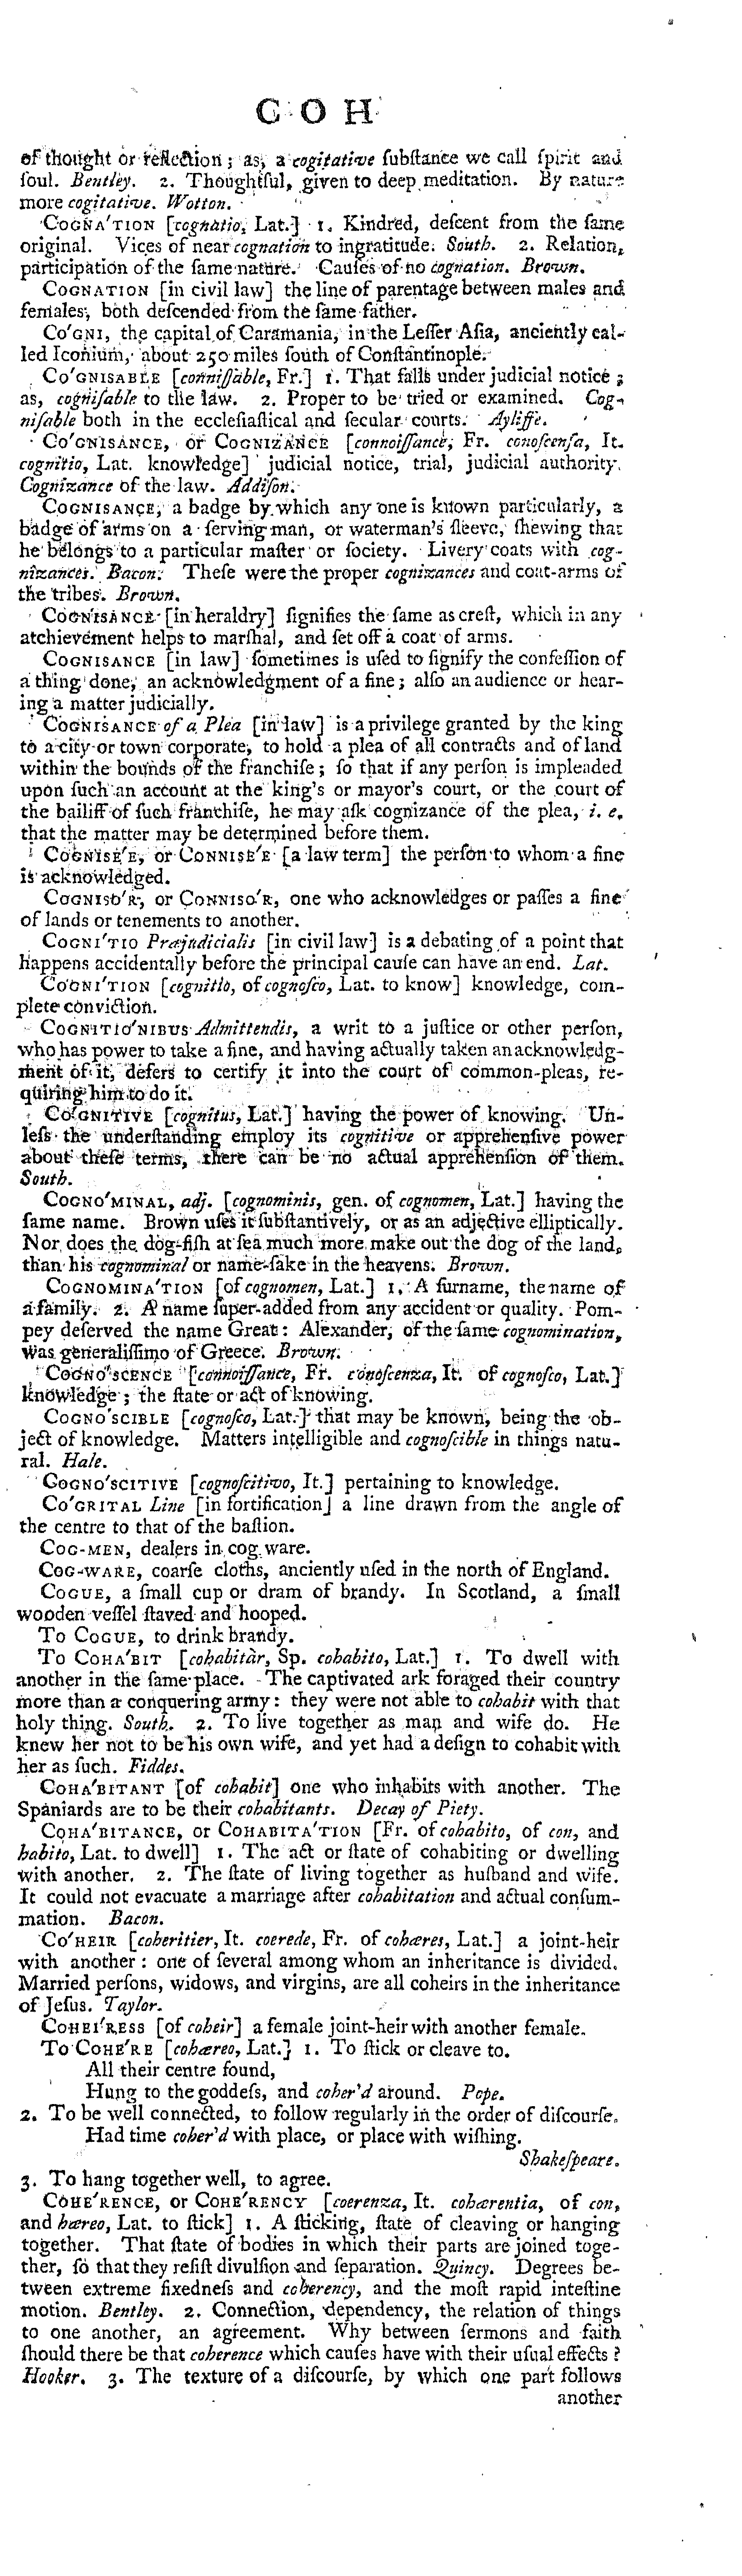 C O H
of thought or reflection; as, a cogitative ſubſtance we call ſpirit and
ſoul. Bentley. 2. Thoughtful, given to deep meditation. By nature
more cogitative. Wotton.
COGNA'TION [cognatio, Lat.] 1. Kindred, deſcent from the ſame
original. Vices of near cognation to ingratitude. South. 2. Relation,
participation of the ſame nature. Cauſes of no cognation. Brown.
COGNATION [in civil law] the line of parentage between males and
females, both deſcended from the ſame father.
CO'GNI, the capital of Caramania, in the Leſſer Aſia, anciently cal-
led Iconium, about 250 miles ſouth of Conſtantinople.
CO'GNISABLE [conniſſable, Fr.] 1. That falls under judicial notice;
as, cogniſable to the law. 2. Proper to be tried or examined. Cog-
niſable both in the eccleſiaſtical and ſecular courts. Ayliffe.
CO'GNISANCE, or COGNIZANCE [connoiſſance, Fr. conoſcenſa, It.
cognitio, Lat. knowledge] judicial notice, trial, judicial authority.
Cognizance of the law. Addiſon.
COGNISANCE, a badge by which any one is known particularly, a
badge of arms on a ſerving man, or waterman's ſleeve, ſhewing that
he belongs to a particular maſter or ſociety. Livery coats with cog-
nizances. Bacon. Theſe were the proper cognizances and coat-arms of
the tribes. Brown.
COGNISANCE [in heraldry] ſignifies the ſame as creſt, which in any
atchievement helps to marſhal, and ſet off a coat of arms.
COGNISANCE [in law] ſometimes is uſed to ſignify the confeſſion of
a thing done, an acknowledgment of a fine; alſo an audience or hear-
ing a matter judicially.
COGNISANCE of a Plea [in law] is a privilege granted by the king
to a city or town corporate, to hold a plea of all contracts and of land
within the bounds of the franchiſe; ſo that if any perſon is impleaded
upon ſuch an account at the king's or mayor's court, or the court of
the bailiff of ſuch franchiſe, he may aſk cognizance of the plea, i. e.
that the matter may be determined before them.
COGNISE'E, or CONNISE'E [a law term] the perſon to whom a fine
is acknowledged.
COGNISO'R, or CONNISO'R, one who acknowledges or paſſes a fine
of lands or tenements to another.
COGNI'TIO Præjudicialis [in civil law] is a debating of a point that
happens accidentally before the principal cauſe can have an end. Lat.
COGNI'TION [cognitio, of cognoſco, Lat. to know] knowledge, com-
plete conviction.
COGNITIO'NIBUS Admittendis, a writ to a juſtice or other perſon,
who has power to take a fine, and having actually taken an acknowledg-
ment of it, defers to certify it into the court of common-pleas, re-
quiring him to do it.
CO'GNITIVE [cognitus, Lat.] having the power of knowing. Un-
leſs the underſtanding employ its cognitive or apprehenſive power
about theſe terms, there can be no actual apprehenſion of them.
South.
COGNO'MINAL, adj. [cognominis, gen. of cognomen, Lat.] having the
ſame name. Brown uſes it ſubſtantively, or as an adjective elliptically.
Nor does the dog-fiſh at ſea much more make out the dog of the land,
than his cognominal or name-ſake in the heavens. Brown.
COGNOMINA'TION [of cognomen, Lat.] 1. A ſurname, the name of
a family. 2. A name ſuper-added from any accident or quality. Pom-
pey deſerved the name Great: Alexander, of the ſame cognomination,
was generaliſſimo of Greece. Brown.
COGNO'SCENCE [connoiſſance, Fr. conoſcenza, It. of cognoſco, Lat.]
knowledge; the ſtate or act of knowing.
COGNO'SCIBLE [cognoſco, Lat.] that may be known, being the ob-
ject of knowledge. Matters intelligible and cognoſcible in things natu-
ral. Hale.
COGNO'SCITIVE [cognoſcitivo, It.] pertaining to knowledge.
CO'GRITAL Line [in fortification] a line drawn from the angle of
the centre to that of the baſtion.
COG-MEN, dealers in cog ware.
COG-WARE, coarſe cloths, anciently uſed in the north of England.
COGUE, a ſmall cup or dram of brandy. In Scotland, a ſmall
wooden veſſel ſtaved and hooped.
To COGUE, to drink brandy.
To COHA'BIT [cohabitàr, Sp. cohabito, Lat.] 1. To dwell with
another in the ſame place. The captivated ark foraged their country
more than a conquering army: they were not able to cohabit with that
holy thing. South. 2. To live together as man and wife do. He
knew her not to be his own wife, and yet had a deſign to cohabit with
her as ſuch. Fiddes.
COHA'BITANT [of cohabit] one who inhabits with another. The
Spaniards are to be their cohabitants. Decay of Piety.
COHA'BITANCE, or COHABITA'TION [Fr. of cohabito, of con, and
habito, Lat. to dwell] 1. The act or ſtate of cohabiting or dwelling
with another. 2. The ſtate of living together as huſband and wife.
It could not evacuate a marriage after cohabitation and actual conſum-
mation. Bacon.
CO'HEIR [coheritier, It. coerede, Fr. of cohæres, Lat.] a joint-heir
with another: one of ſeveral among whom an inheritance is divided.
Married perſons, widows, and virgins, are all coheirs in the inheritance
of Jeſus. Taylor.
COHEI'RESS [of coheir] a female joint-heir with another female.
To COHE'RE [cohæreo, Lat.] 1. To ſtick or cleave to.
All their centre found,
Hung to the goddeſs, and coher'd around. Pope.
2. To be well connected, to follow regularly in the order of diſcourſe.
Had time coher'd with place, or place with wiſhing.
Shakeſpeare.
3. To hang together well, to agree.
COHE'RENCE, or COHE'RENCY [coerenza, It. cohærentia, of con,
and hæreo, Lat. to ſtick] 1. A ſticking, ſtate of cleaving or hanging
together. That ſtate of bodies in which their parts are joined toge-
ther, ſo that they reſiſt divulſion and ſeparation. Quincy. Degrees be-
tween extreme fixedneſs and coherency, and the moſt rapid inteſtine
motion. Bentley. 2. Connection, dependency, the relation of things
to one another, an agreement. Why between ſermons and faith
ſhould there be that coherence which cauſes have with their uſual effects?
Hooker. 3. The texture of a diſcourſe, by which one part follows
another